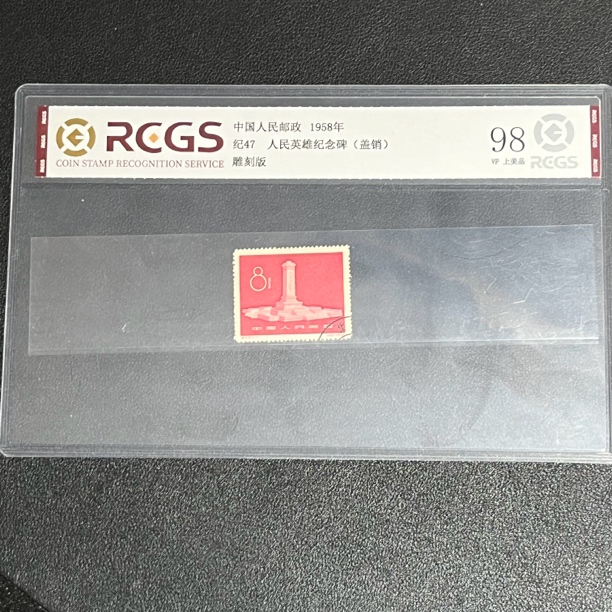 RCGS
COIN STAMP RECOGNITION SERVICE
中国人民邮政 1958年
纪47 人民英雄纪念碑（盖销）
雕刻版
98
VP 上美品
RCGS
8
中国人民邮政